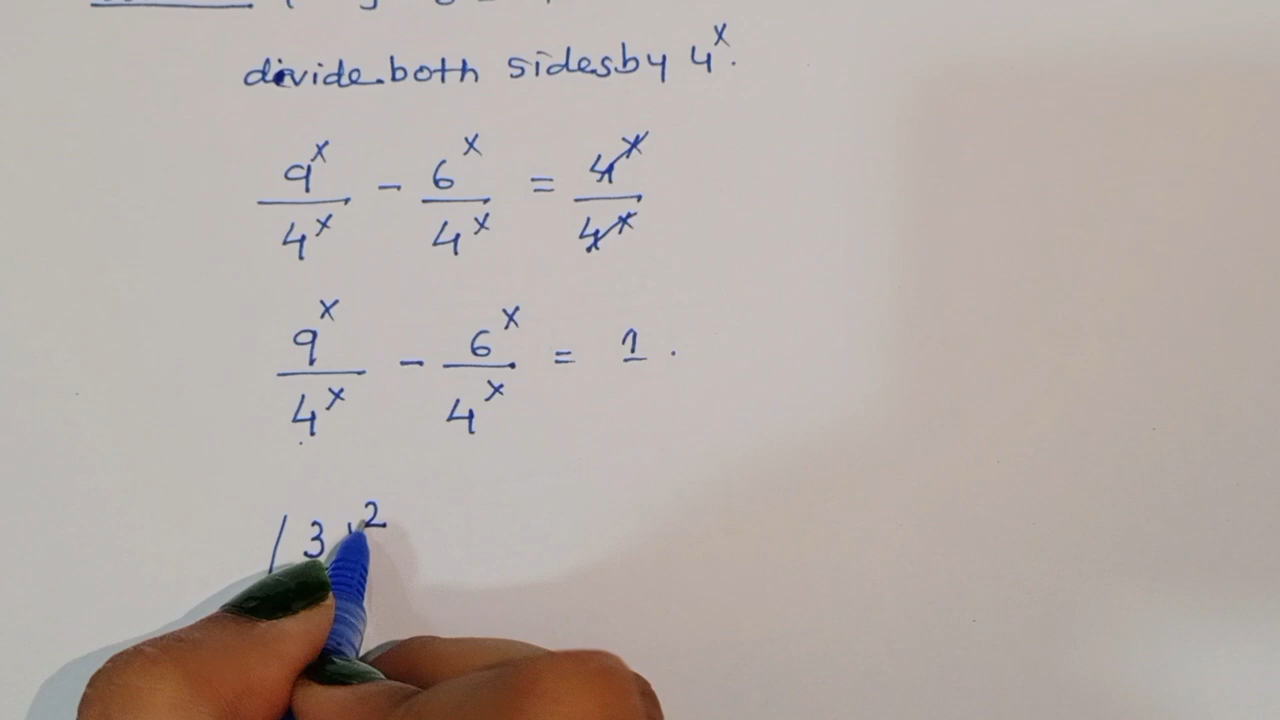 divide both sides by 4^x.
9^x/4^x - 6^x/4^x = 4^x/4^x
9^x/4^x - 6^x/4^x = 1.
(3 2